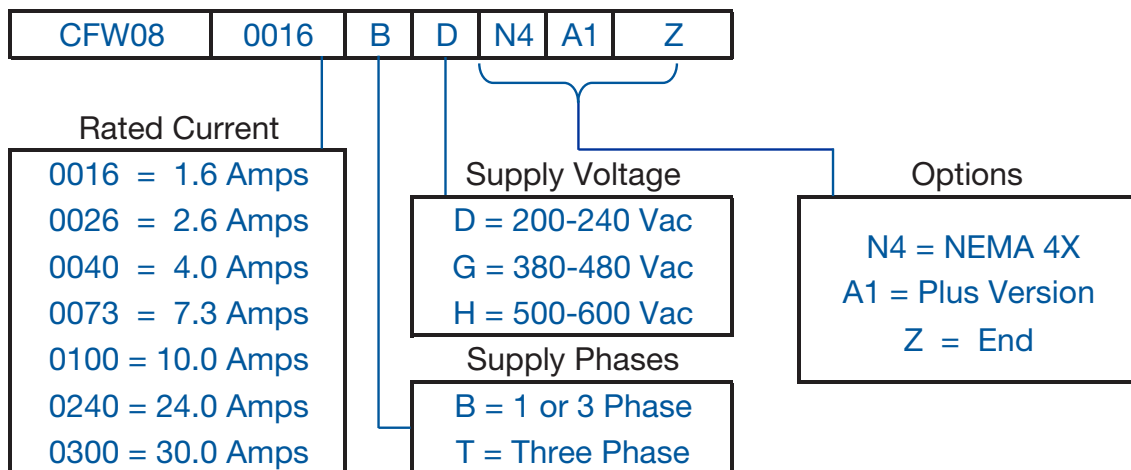 CFW08 0016 B D N4 A1 Z
Rated Current
0016 = 1.6 Amps
0026 = 2.6 Amps
0040 = 4.0 Amps
0073 = 7.3 Amps
0100 = 10.0 Amps
0240 = 24.0 Amps
0300 = 30.0 Amps
Supply Voltage
D = 200-240 Vac
G = 380-480 Vac
H = 500-600 Vac
Supply Phases
B = 1 or 3 Phase
T = Three Phase
Options
N4 = NEMA 4X
A1 = Plus Version
Z = End